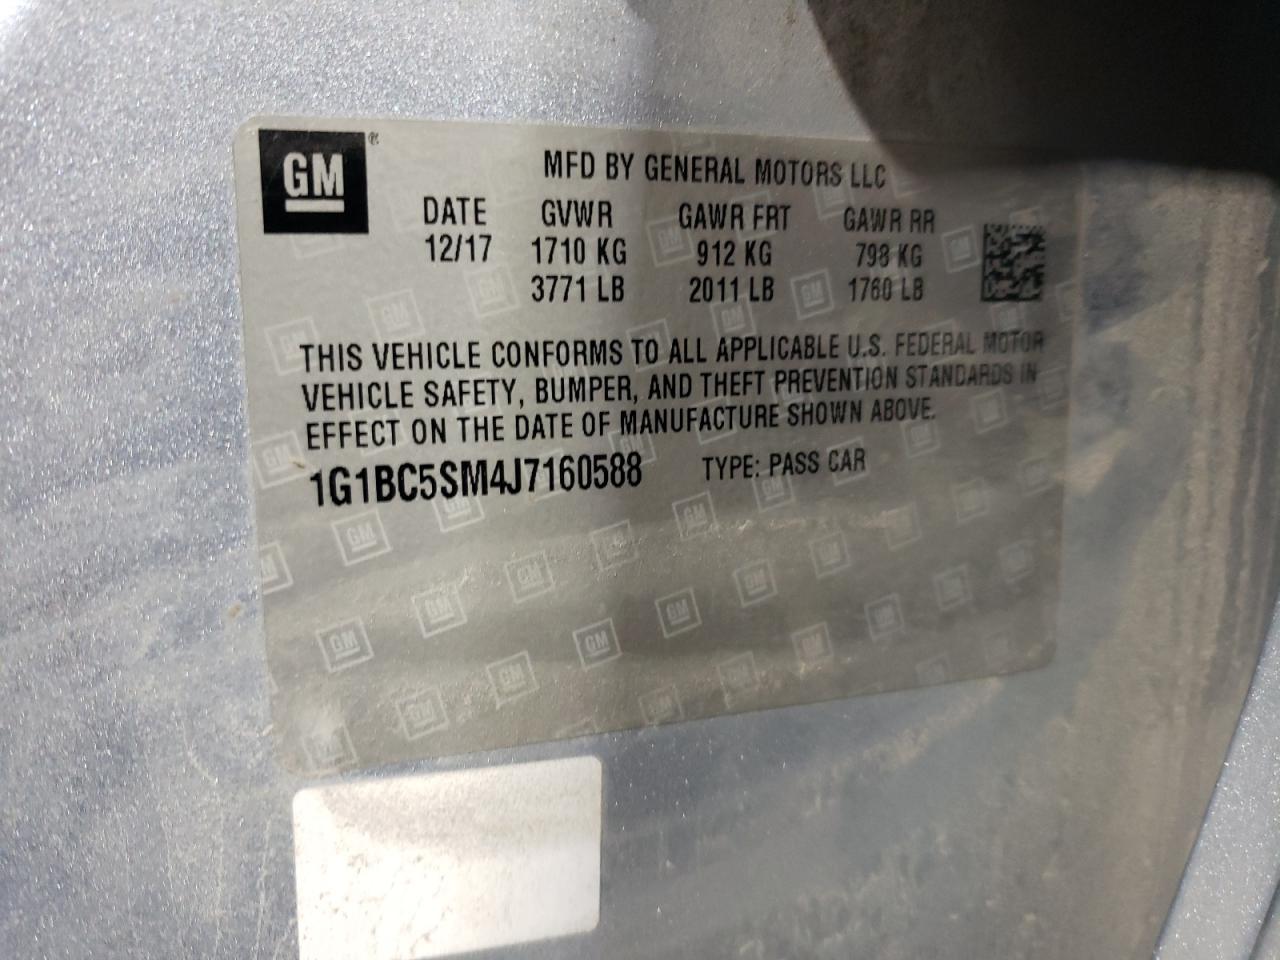 GM ®
MFD BY GENERAL MOTORS LLC
DATE GVWR GAWR FRT GAWR RR
12/17 1710 KG 912 KG 798 KG
3771 LB 2011 LB 1760 LB
THIS VEHICLE CONFORMS TO ALL APPLICABLE U.S. FEDERAL MOTOR
VEHICLE SAFETY, BUMPER, AND THEFT PREVENTION STANDARDS IN
EFFECT ON THE DATE OF MANUFACTURE SHOWN ABOVE.
1G1BC5SM4J7160588 TYPE: PASS CAR